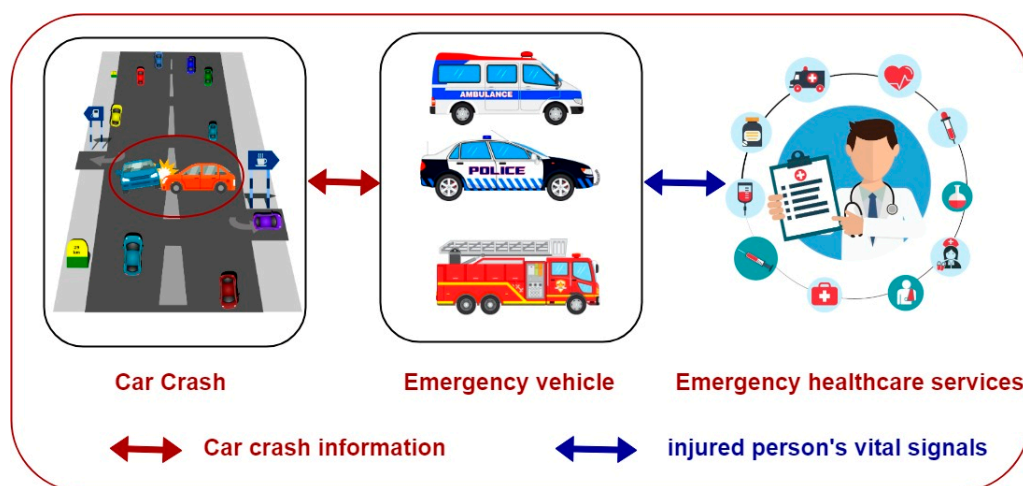 AMBULANCE
POLICE
Car Crash
Emergency vehicle
Emergency healthcare services
Car crash information
injured person's vital signals